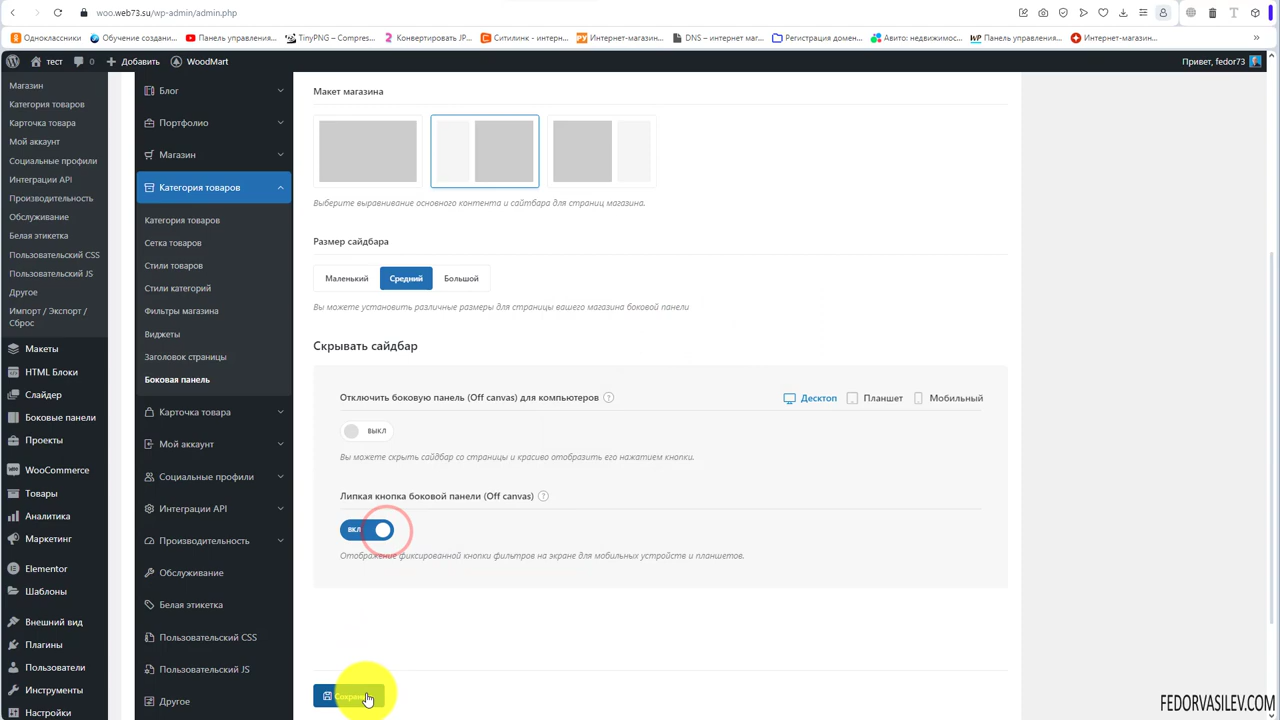 woo.web73.su/wp-admin/admin.php
Одноклассники
Обучение создани...
Панель управления...
TinyPNG – Compres...
Конвертировать JP...
Ситилинк - интерн...
Интернет-магазин...
DNS – интернет маг...
Регистрация домен...
Авито: недвижимос...
Панель управления...
Интернет-магазин...
тест
0
Добавить
WoodMart
Привет, fedor73
Магазин
Категория товаров
Карточка товара
Мой аккаунт
Социальные профили
Интеграции API
Производительность
Обслуживание
Белая этикетка
Пользовательский CSS
Пользовательский JS
Другое
Импорт / Экспорт /
Сброс
Макеты
HTML Блоки
Слайдер
Боковые панели
Проекты
WooCommerce
Товары
Аналитика
Маркетинг
Elementor
Шаблоны
Внешний вид
Плагины
Пользователи
Инструменты
Настройки
Блог
Портфолио
Магазин
Категория товаров
Категория товаров
Сетка товаров
Стили товаров
Стили категорий
Фильтры магазина
Виджеты
Заголовок страницы
Боковая панель
Карточка товара
Мой аккаунт
Социальные профили
Интеграции API
Производительность
Обслуживание
Белая этикетка
Пользовательский CSS
Пользовательский JS
Другое
Макет магазина
Выберите выравнивание основного контента и сайтбара для страниц магазина.
Размер сайдбара
Маленький
Средний
Большой
Вы можете установить различные размеры для страницы вашего магазина боковой панели
Скрывать сайдбар
Отключить боковую панель (Off canvas) для компьютеров ?
Десктоп
Планшет
Мобильный
ВЫКЛ
Вы можете скрыть сайдбар со страницы и красиво отобразить его нажатием кнопки.
Липкая кнопка боковой панели (Off canvas) ?
ВКЛ
Отображение фиксированной кнопки фильтров на экране для мобильных устройств и планшетов.
FEDORVASILEV.COM